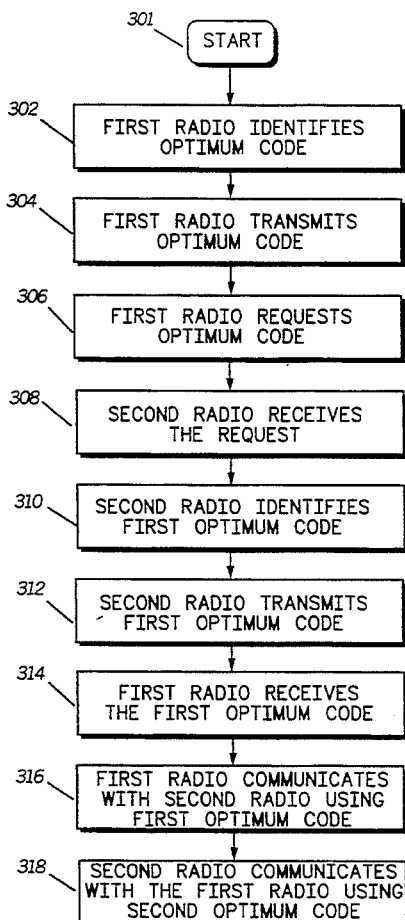 301
START
302
FIRST RADIO IDENTIFIES
OPTIMUM CODE
304
FIRST RADIO TRANSMITS
OPTIMUM CODE
306
FIRST RADIO REQUESTS
OPTIMUM CODE
308
SECOND RADIO RECEIVES
THE REQUEST
310
SECOND RADIO IDENTIFIES
FIRST OPTIMUM CODE
312
SECOND RADIO TRANSMITS
FIRST OPTIMUM CODE
314
FIRST RADIO RECEIVES
THE FIRST OPTIMUM CODE
316
FIRST RADIO COMMUNICATES
WITH SECOND RADIO USING
FIRST OPTIMUM CODE
318
SECOND RADIO COMMUNICATES
WITH THE FIRST RADIO USING
SECOND OPTIMUM CODE